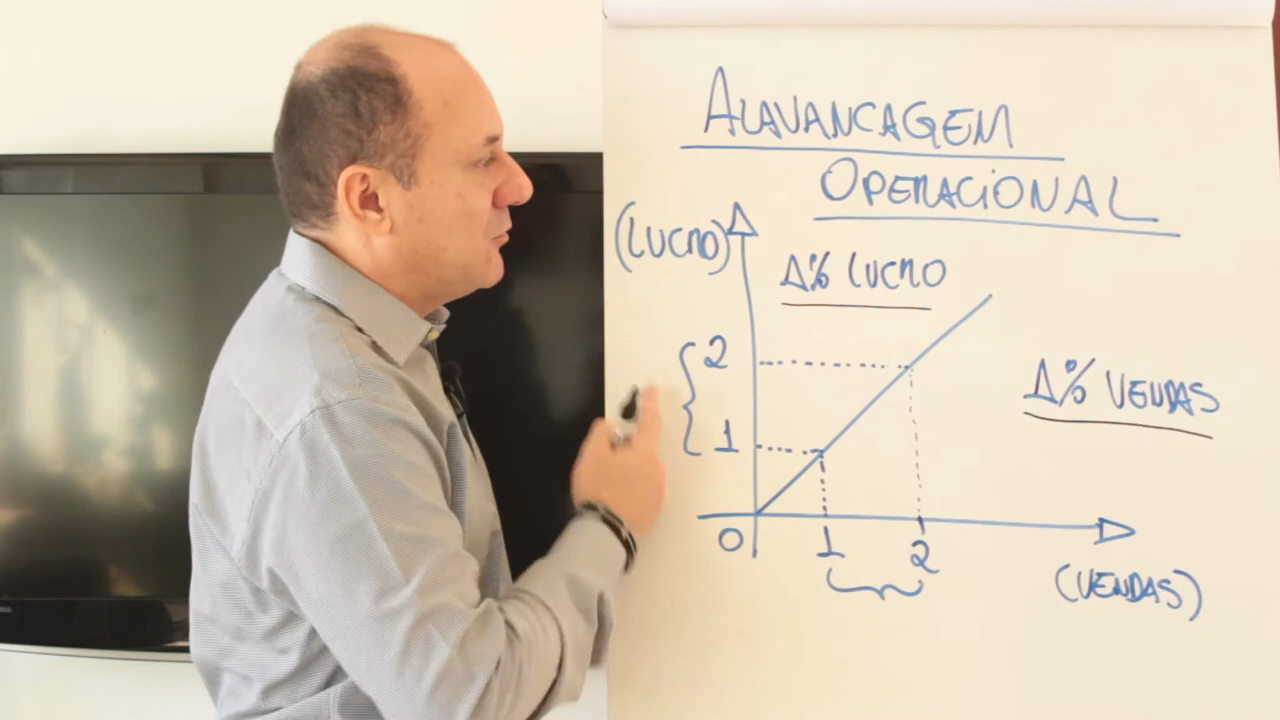 ALAVANCAGEM
OPERACIONAL
(LUCRO)
Δ% LUCRO
2
Δ% VENDAS
1
0
1 2
(VENDAS)